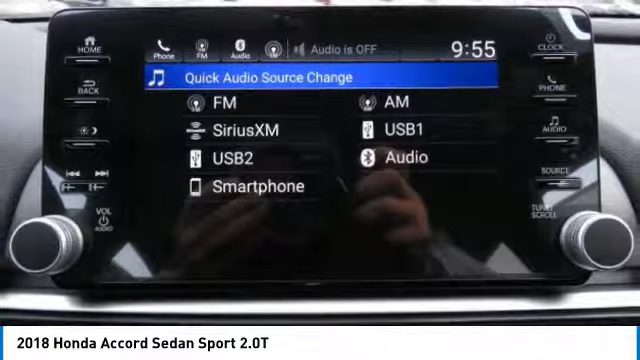 HOME
Phone
FM
Audio
Audio is OFF
9:55
CLOCK
Quick Audio Source Change
BACK
PHONE
FM
AM
SiriusXM
USB1
AUDIO
USB2
Audio
SOURCE
Smartphone
VOL
AUDIO
TUNE
SCROLL
2018 Honda Accord Sedan Sport 2.0T